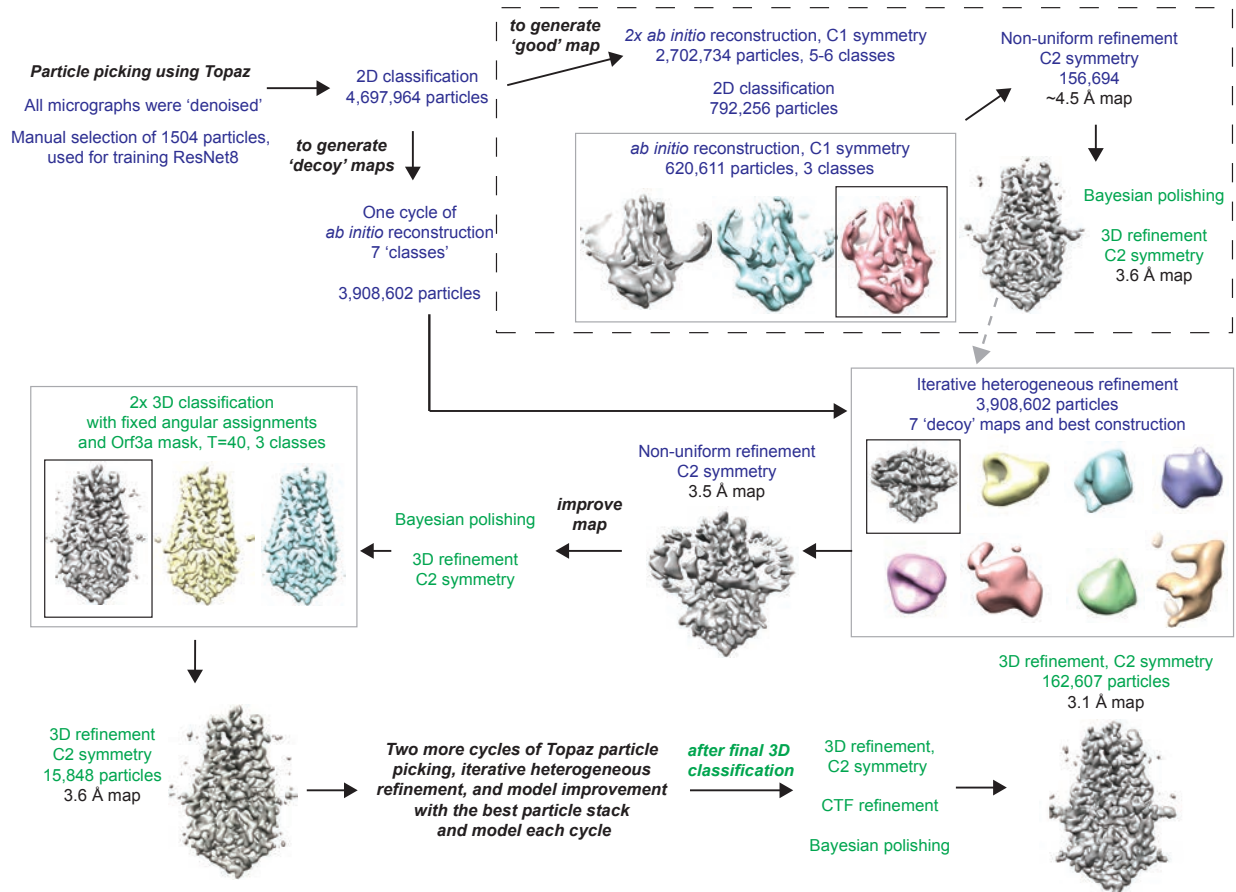 Particle picking using Topaz
All micrographs were ‘denoised’
Manual selection of 1504 particles,
used for training ResNet8
2D classification
4,697,964 particles
to generate
‘good’ map
to generate
‘decoy’ maps
One cycle of
ab initio reconstruction
7 ‘classes’
3,908,602 particles
2x ab initio reconstruction, C1 symmetry
2,702,734 particles, 5-6 classes
2D classification
792,256 particles
ab initio reconstruction, C1 symmetry
620,611 particles, 3 classes
Non-uniform refinement
C2 symmetry
156,694
~4.5 Å map
Bayesian polishing
3D refinement
C2 symmetry
3.6 Å map
Iterative heterogeneous refinement
3,908,602 particles
7 ‘decoy’ maps and best construction
Non-uniform refinement
C2 symmetry
3.5 Å map
improve
map
Bayesian polishing
3D refinement
C2 symmetry
2x 3D classification
with fixed angular assignments
and Orf3a mask, T=40, 3 classes
3D refinement
C2 symmetry
15,848 particles
3.6 Å map
Two more cycles of Topaz particle
picking, iterative heterogeneous
refinement, and model improvement
with the best particle stack
and model each cycle
after final 3D
classification
3D refinement,
C2 symmetry
CTF refinement
Bayesian polishing
3D refinement, C2 symmetry
162,607 particles
3.1 Å map